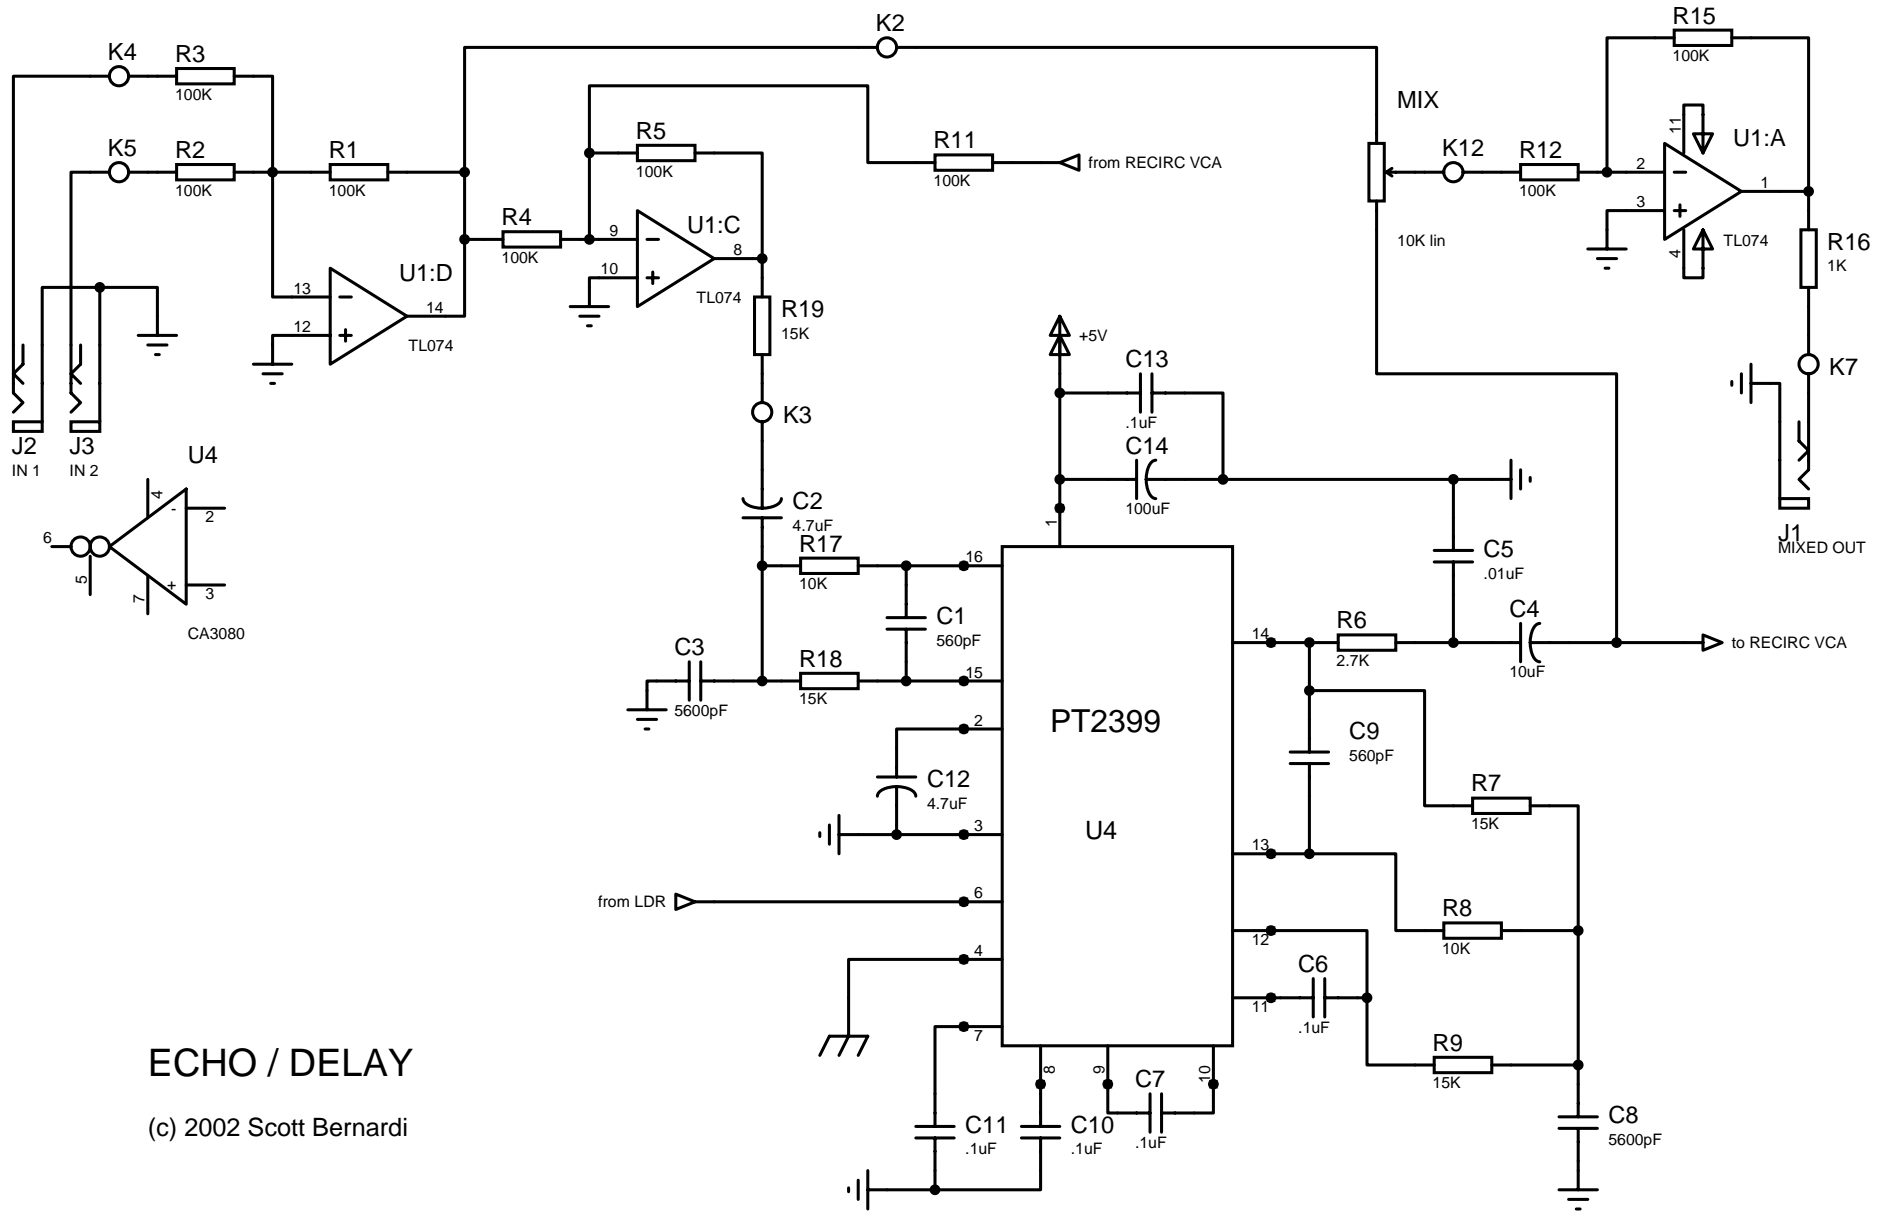 K2
R15
100K
K4
R3
100K
MIX
K5
R2
100K
R1
100K
R5
100K
R11
100K
from RECIRC VCA
K12
R12
100K
11
U1:A
2
3
1
4
TL074
10K lin
R16
1K
R4
100K
9
10
U1:C
8
TL074
U1:D
13
12
14
TL074
R19
15K
+5V
C13
.1uF
K7
K3
J2
IN 1
J3
IN 2
C14
100uF
U4
4
-
2
6
5
7
+
3
CA3080
C2
4.7uF
1
J1
MIXED OUT
R17
10K
16
C5
.01uF
C1
560pF
14
R6
2.7K
C4
10uF
to RECIRC VCA
C3
5600pF
R18
15K
15
2
PT2399
C9
560pF
C12
4.7uF
R7
15K
3
U4
13
from LDR
6
R8
10K
12
4
C6
.1uF
11
7
R9
15K
ECHO / DELAY
8
9
10
C7
.1uF
(c) 2002 Scott Bernardi
C11
.1uF
C10
.1uF
C8
5600pF